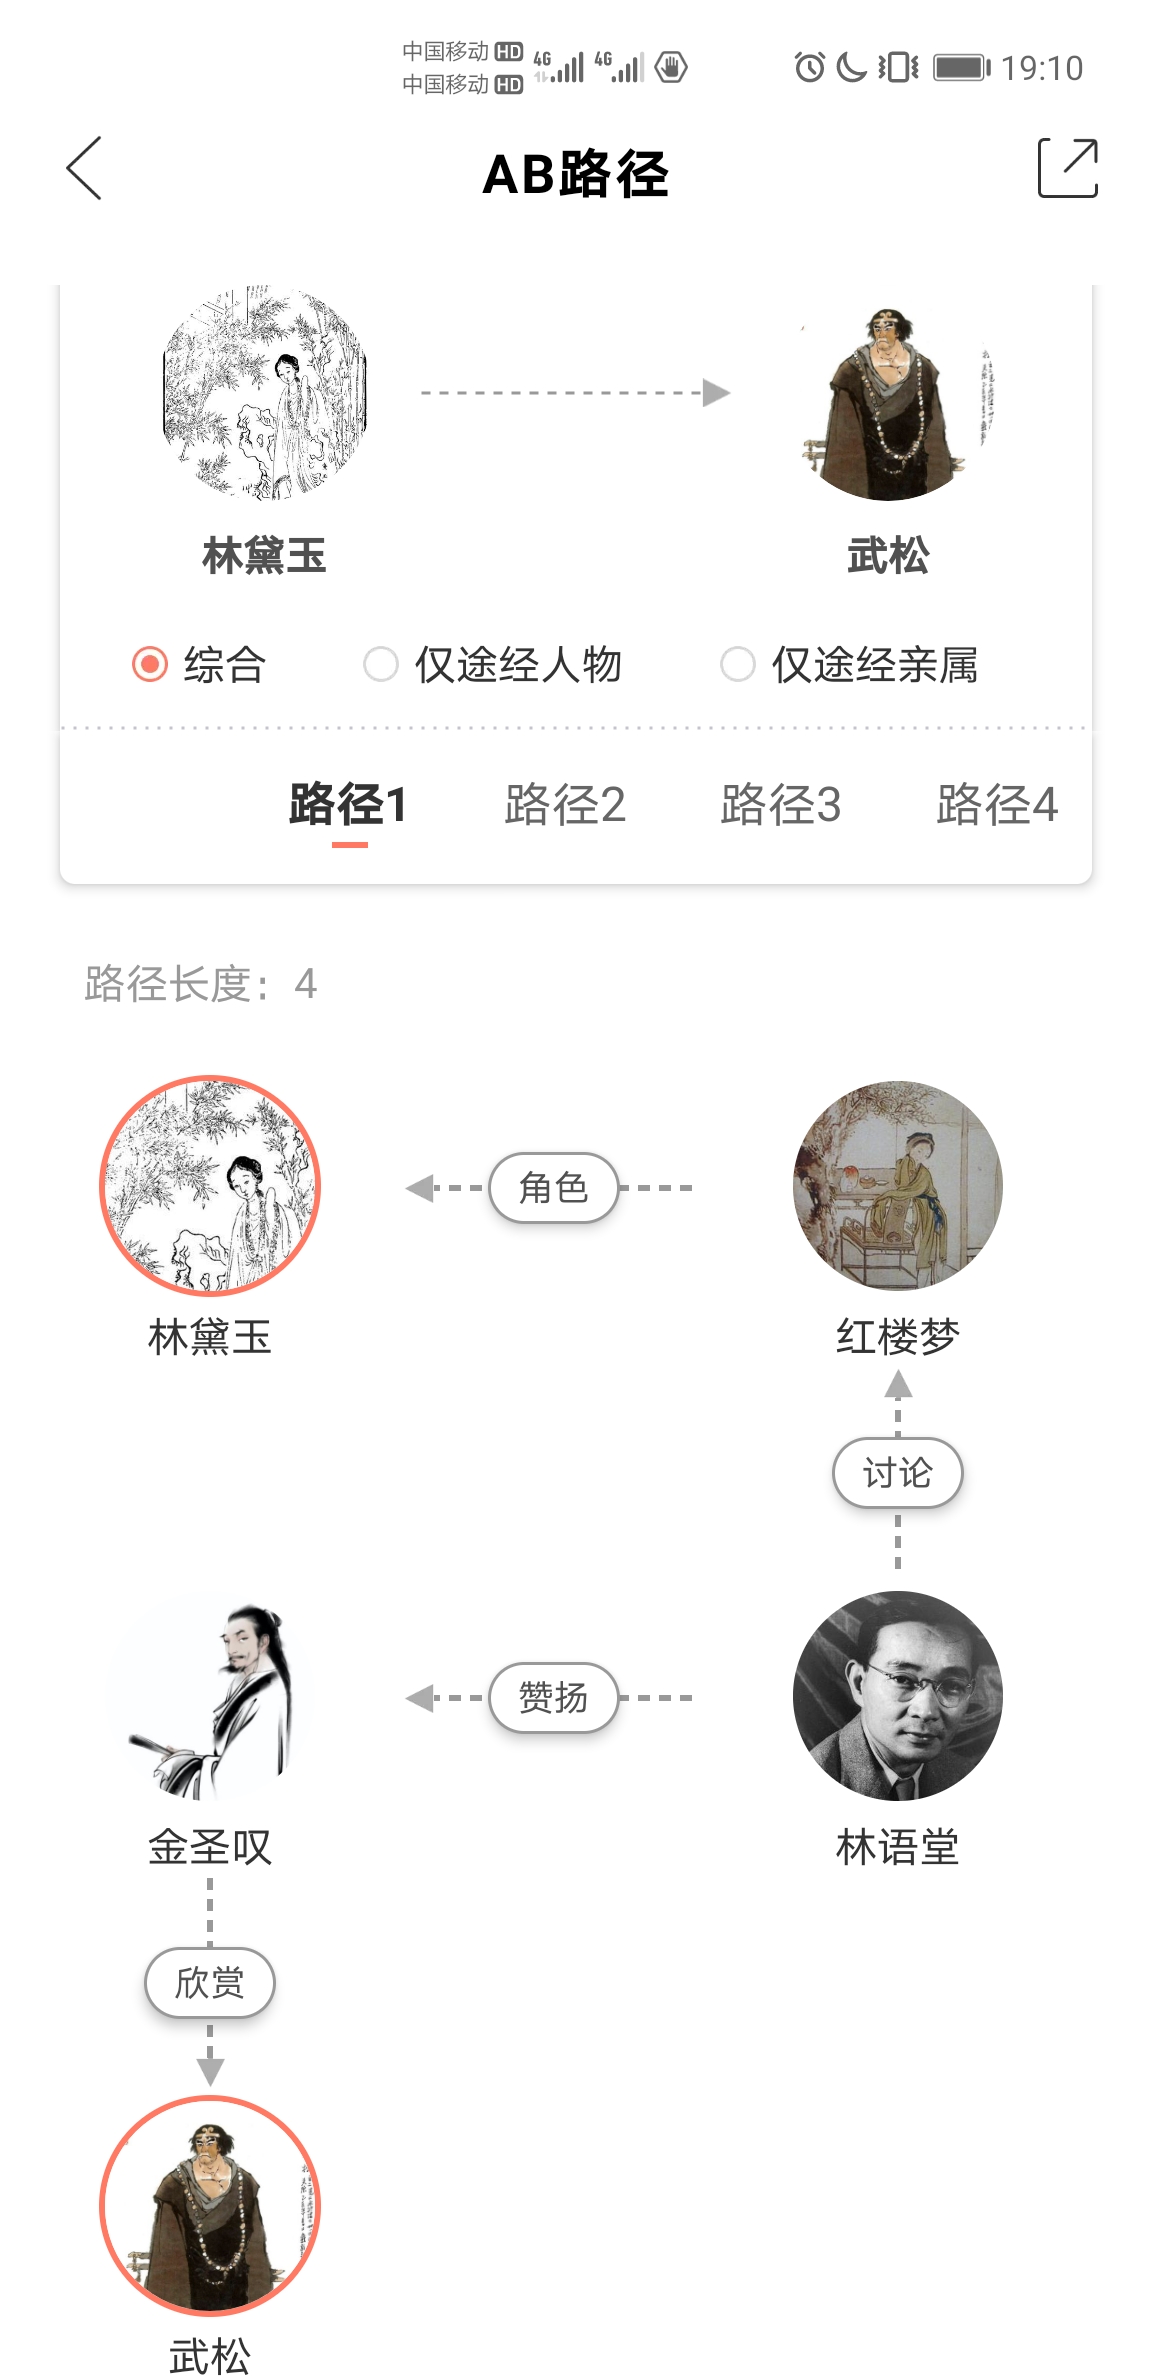 中国移动 HD 4G 4G 19:10
中国移动 HD
AB路径
林黛玉 武松
综合 仅途经人物 仅途经亲属
路径1 路径2 路径3 路径4
路径长度：4
角色
林黛玉 红楼梦
讨论
赞扬
金圣叹 林语堂
欣赏
武松